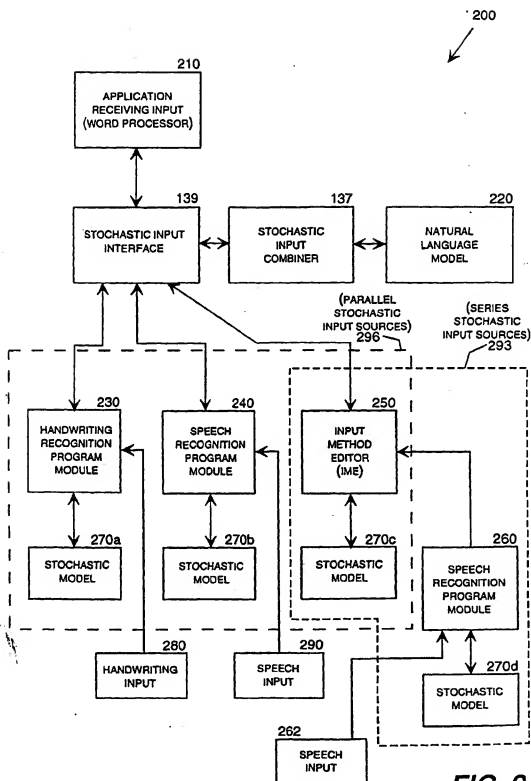 200
210
APPLICATION
RECEIVING INPUT
(WORD PROCESSOR)
139
STOCHASTIC INPUT
INTERFACE
137
STOCHASTIC
INPUT
COMBINER
220
NATURAL
LANGUAGE
MODEL
(PARALLEL
STOCHASTIC
INPUT SOURCES)
296
(SERIES
STOCHASTIC
INPUT SOURCES)
293
230
HANDWRITING
RECOGNITION
PROGRAM
MODULE
240
SPEECH
RECOGNITION
PROGRAM
MODULE
250
INPUT
METHOD
EDITOR
(IME)
260
SPEECH
RECOGNITION
PROGRAM
MODULE
270a
STOCHASTIC
MODEL
270b
STOCHASTIC
MODEL
270c
STOCHASTIC
MODEL
270d
STOCHASTIC
MODEL
280
HANDWRITING
INPUT
290
SPEECH
INPUT
262
SPEECH
INPUT
FIG.